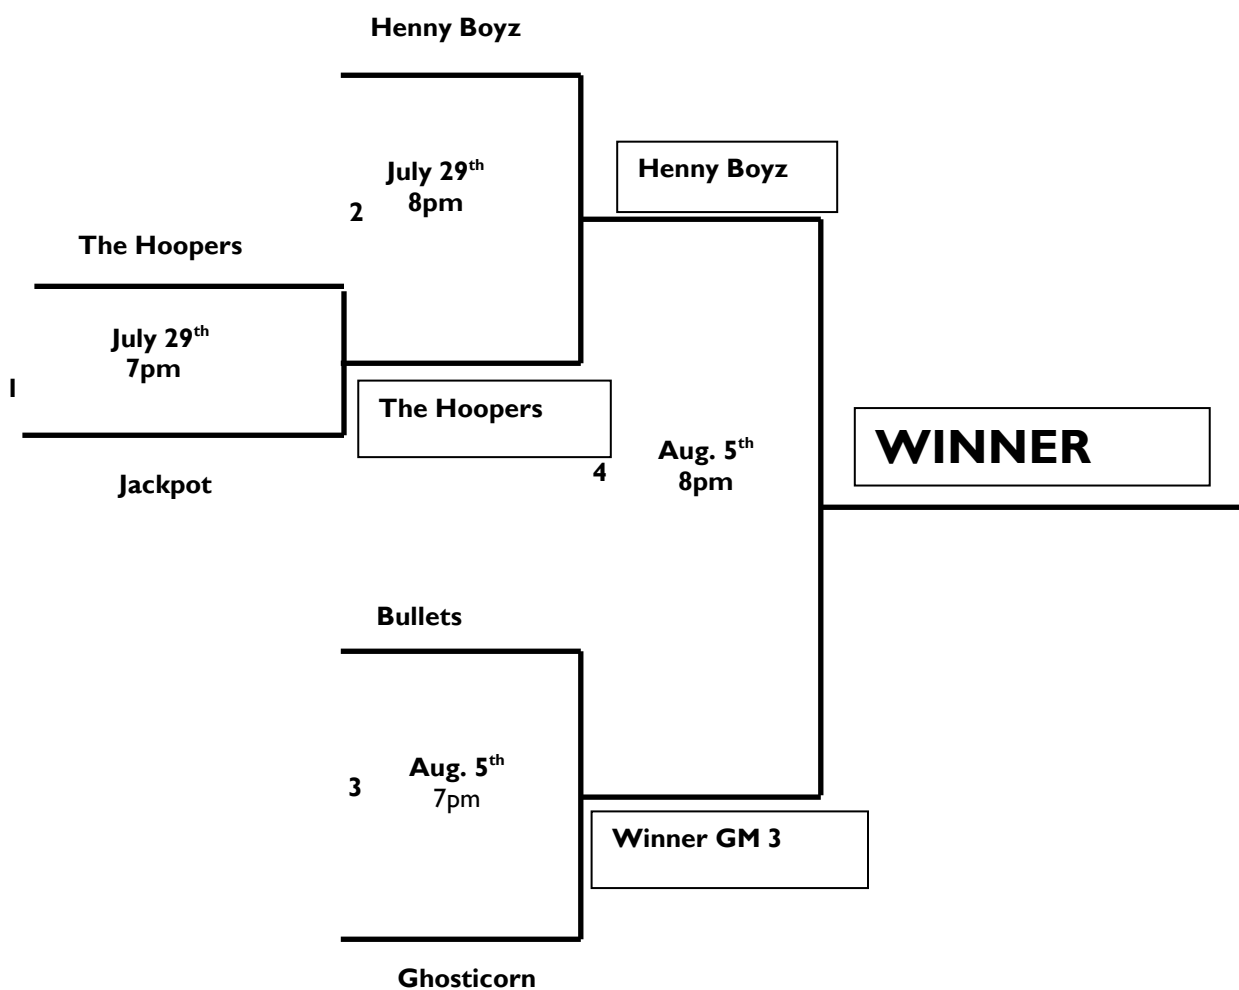 Henny Boyz
July 29th
8pm
2
Henny Boyz
The Hoopers
July 29th
7pm
1
The Hoopers
Jackpot
4
Aug. 5th
8pm
WINNER
Bullets
3
Aug. 5th
7pm
Winner GM 3
Ghosticorn